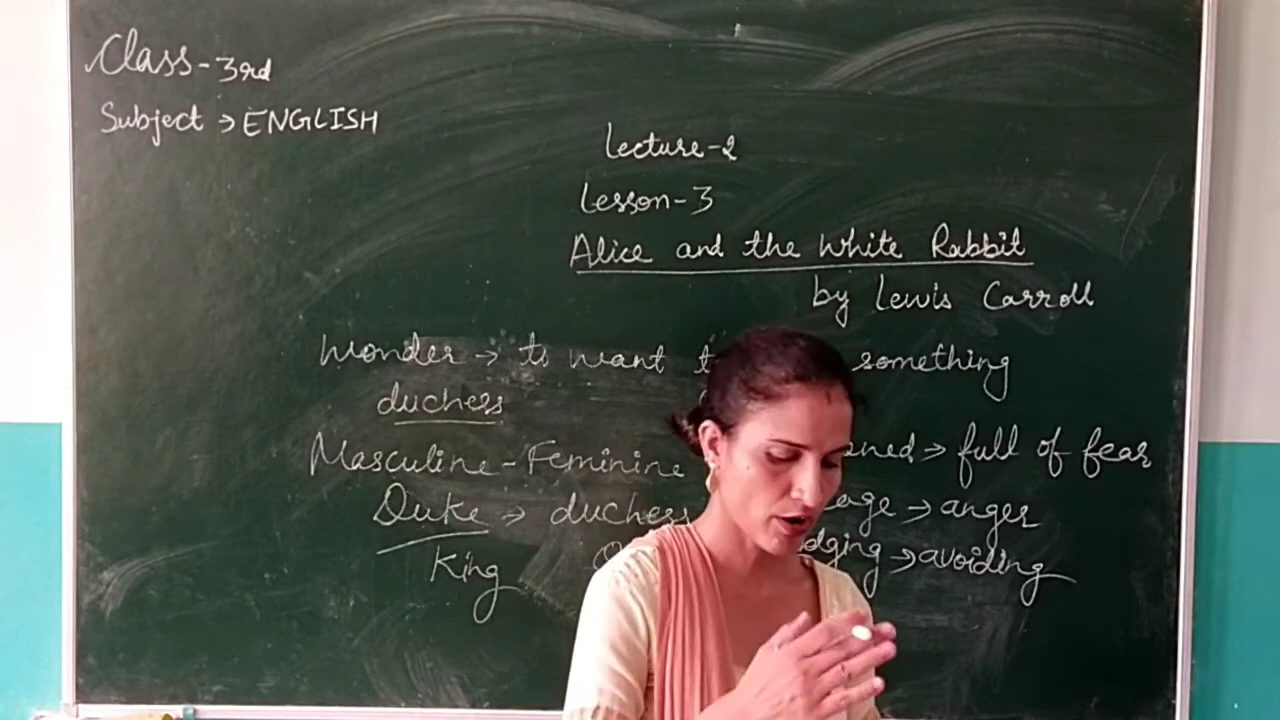 Class-3rd
Subject → ENGLISH
Lecture-2
Lesson-3
Alice and the White Rabbit
by Lewis Carroll
Wonder → to want something
duchess
Masculine-Feminine → full of fear
Duke → duchess → anger
King → avoiding